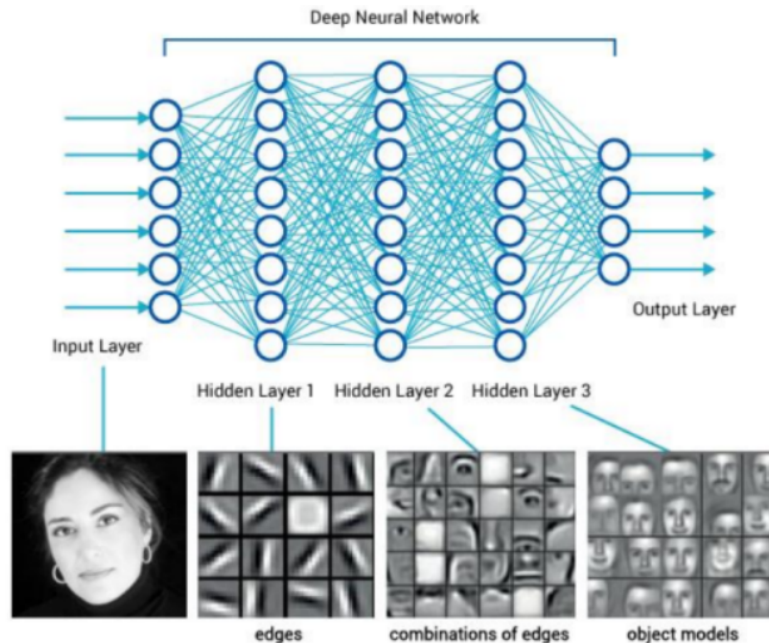 Deep Neural Network
Input Layer
Output Layer
Hidden Layer 1 Hidden Layer 2 Hidden Layer 3
edges combinations of edges object models